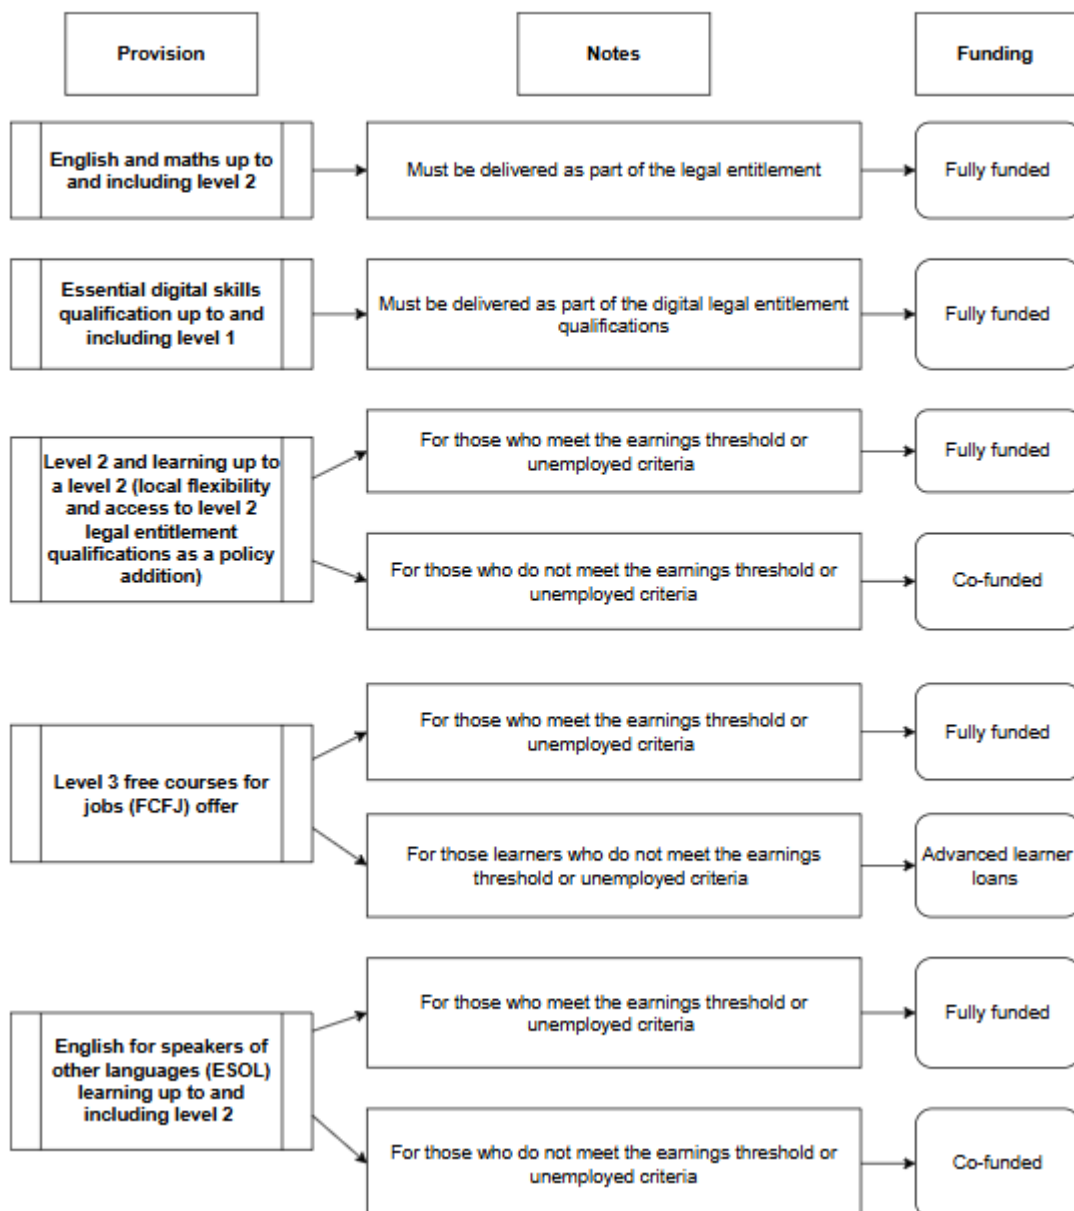 Provision
Notes
Funding
English and maths up to
and including level 2
Must be delivered as part of the legal entitlement
Fully funded
Essential digital skills
qualification up to and
including level 1
Must be delivered as part of the digital legal entitlement
qualifications
Fully funded
Level 2 and learning up to
a level 2 (local flexibility
and access to level 2
legal entitlement
qualifications as a policy
addition)
For those who meet the earnings threshold or
unemployed criteria
Fully funded
For those who do not meet the earnings threshold or
unemployed criteria
Co-funded
Level 3 free courses for
jobs (FCFJ) offer
For those who meet the earnings threshold or
unemployed criteria
Fully funded
For those learners who do not meet the earnings
threshold or unemployed criteria
Advanced learner
loans
English for speakers of
other languages (ESOL)
learning up to and
including level 2
For those who meet the earnings threshold or
unemployed criteria
Fully funded
For those who do not meet the earnings threshold or
unemployed criteria
Co-funded